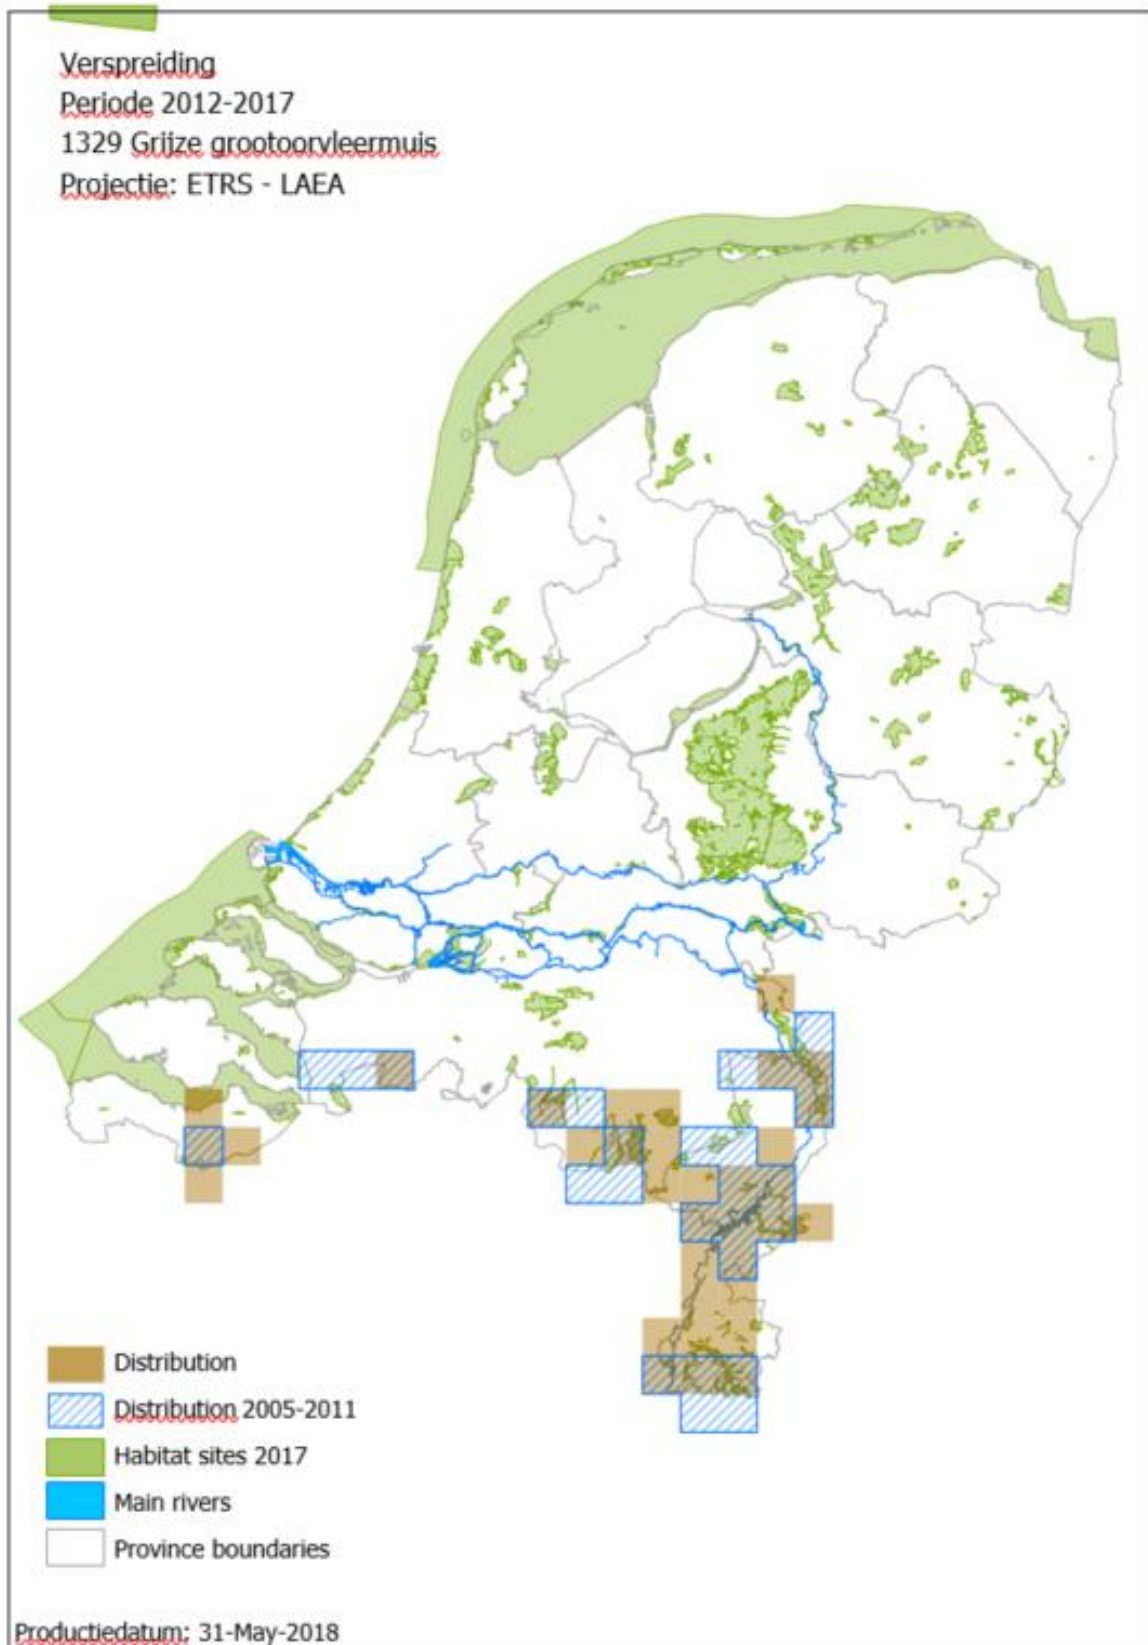 Verspreiding
Periode 2012-2017
1329 Grijze grootoorvleermuis
Projectie: ETRS - LAEA
Distribution
Distribution 2005-2011
Habitat sites 2017
Main rivers
Province boundaries
Productiedatum: 31-May-2018